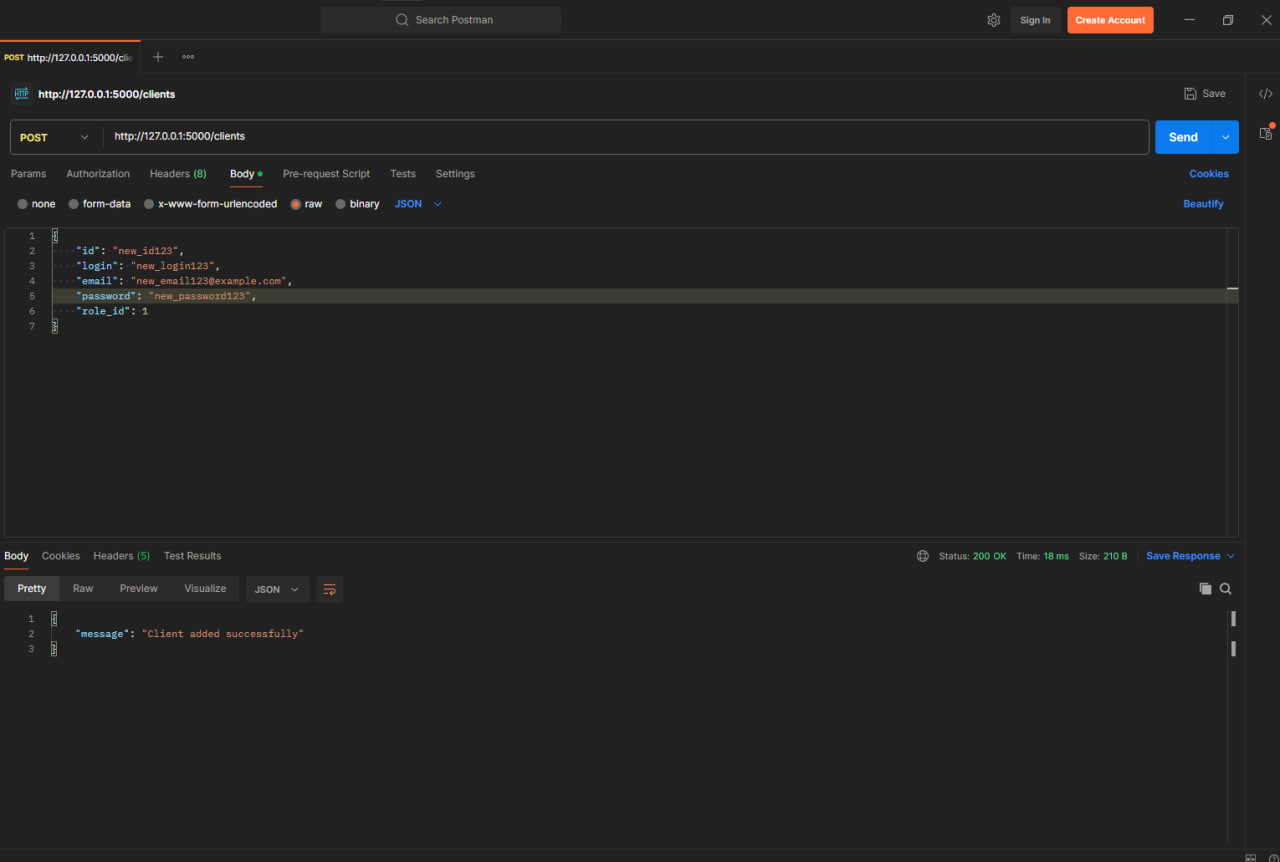 Search Postman
Sign In
Create Account
POST http://127.0.0.1:5000/clie
http://127.0.0.1:5000/clients
Save
POST
http://127.0.0.1:5000/clients
Send
Params Authorization Headers (8) Body Pre-request Script Tests Settings Cookies
none form-data x-www-form-urlencoded raw binary JSON Beautify
1 {
2 "id": "new_id123",
3 "login": "new_login123",
4 "email": "new_email123@example.com",
5 "password": "new_password123",
6 "role_id": 1
7 }
Body Cookies Headers (5) Test Results Status: 200 OK Time: 18 ms Size: 210 B Save Response
Pretty Raw Preview Visualize JSON
1 {
2 "message": "Client added successfully"
3 }